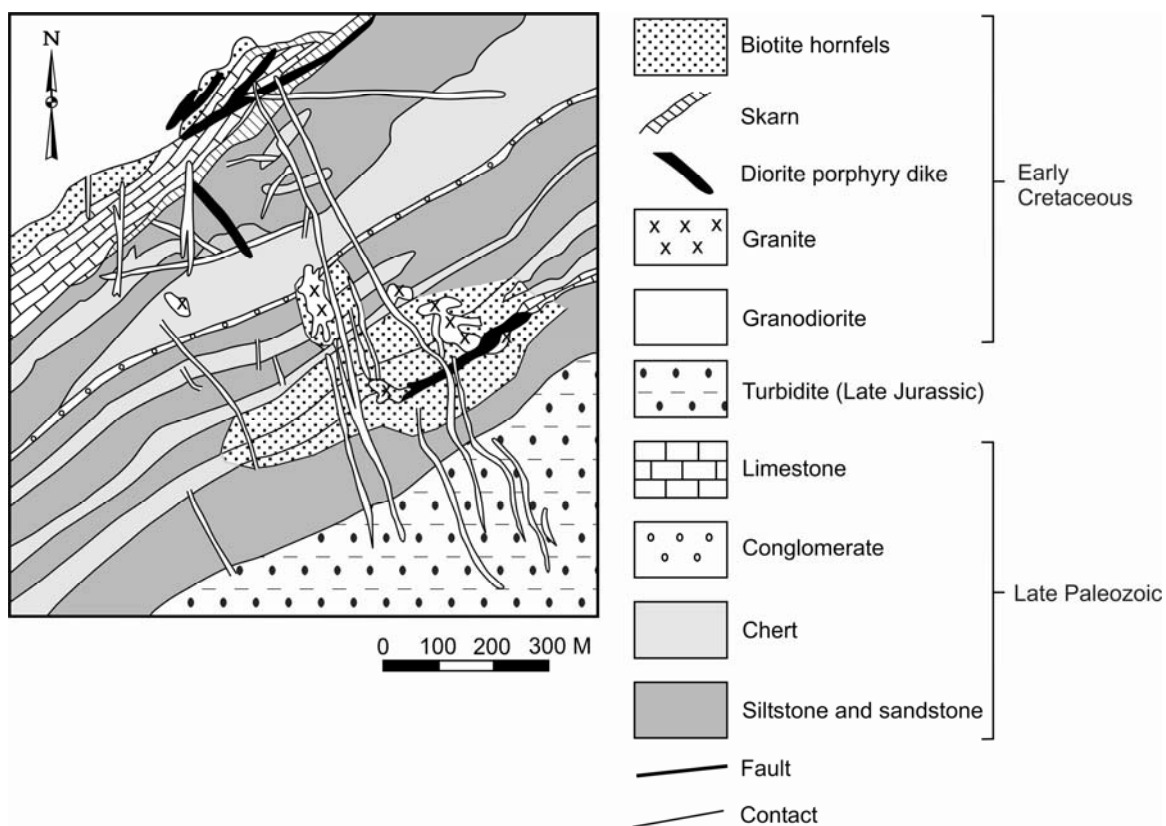 N
0 100 200 300 M
Biotite hornfels
Skarn
Diorite porphyry dike
Granite
Granodiorite
Early
Cretaceous
Turbidite (Late Jurassic)
Limestone
Conglomerate
Chert
Siltstone and sandstone
Late Paleozoic
Fault
Contact